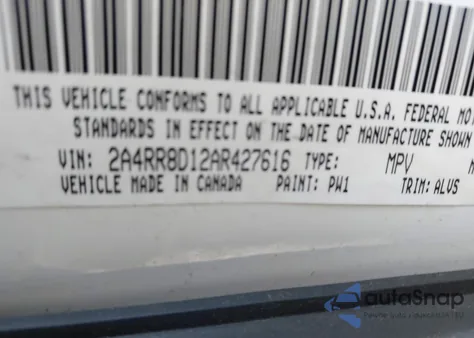 THIS VEHICLE CONFORMS TO ALL APPLICABLE U.S.A. FEDERAL MOT
STANDARDS IN EFFECT ON THE DATE OF MANUFACTURE SHOWN
VIN: 2A4RR8D12AR427616 TYPE: MPV
VEHICLE MADE IN CANADA PAINT: PW1 TRIM: ALVS
autoSnap